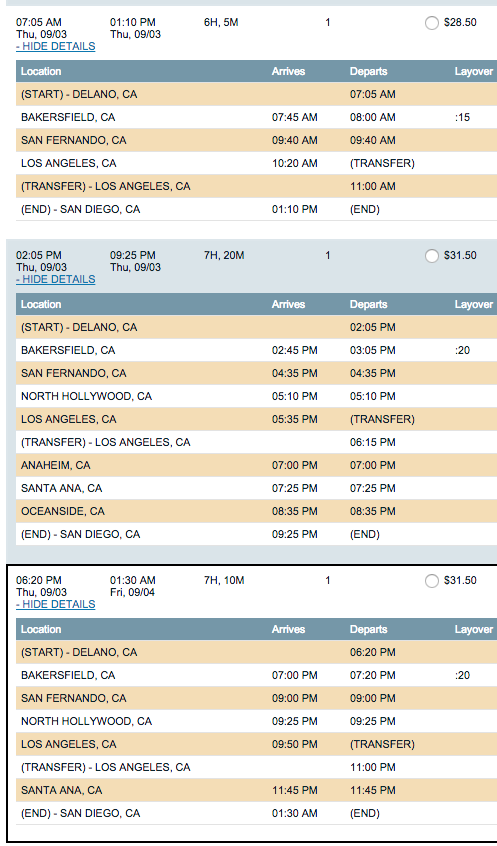 07:05 AM 01:10 PM 6H, 5M 1 $28.50
Thu, 09/03 Thu, 09/03
- HIDE DETAILS
Location Arrives Departs Layover
(START) - DELANO, CA 07:05 AM
BAKERSFIELD, CA 07:45 AM 08:00 AM :15
SAN FERNANDO, CA 09:40 AM 09:40 AM
LOS ANGELES, CA 10:20 AM (TRANSFER)
(TRANSFER) - LOS ANGELES, CA 11:00 AM
(END) - SAN DIEGO, CA 01:10 PM (END)
02:05 PM 09:25 PM 7H, 20M 1 $31.50
Thu, 09/03 Thu, 09/03
- HIDE DETAILS
Location Arrives Departs Layover
(START) - DELANO, CA 02:05 PM
BAKERSFIELD, CA 02:45 PM 03:05 PM :20
SAN FERNANDO, CA 04:35 PM 04:35 PM
NORTH HOLLYWOOD, CA 05:10 PM 05:10 PM
LOS ANGELES, CA 05:35 PM (TRANSFER)
(TRANSFER) - LOS ANGELES, CA 06:15 PM
ANAHEIM, CA 07:00 PM 07:00 PM
SANTA ANA, CA 07:25 PM 07:25 PM
OCEANSIDE, CA 08:35 PM 08:35 PM
(END) - SAN DIEGO, CA 09:25 PM (END)
06:20 PM 01:30 AM 7H, 10M 1 $31.50
Thu, 09/03 Fri, 09/04
- HIDE DETAILS
Location Arrives Departs Layover
(START) - DELANO, CA 06:20 PM
BAKERSFIELD, CA 07:00 PM 07:20 PM :20
SAN FERNANDO, CA 09:00 PM 09:00 PM
NORTH HOLLYWOOD, CA 09:25 PM 09:25 PM
LOS ANGELES, CA 09:50 PM (TRANSFER)
(TRANSFER) - LOS ANGELES, CA 11:00 PM
SANTA ANA, CA 11:45 PM 11:45 PM
(END) - SAN DIEGO, CA 01:30 AM (END)